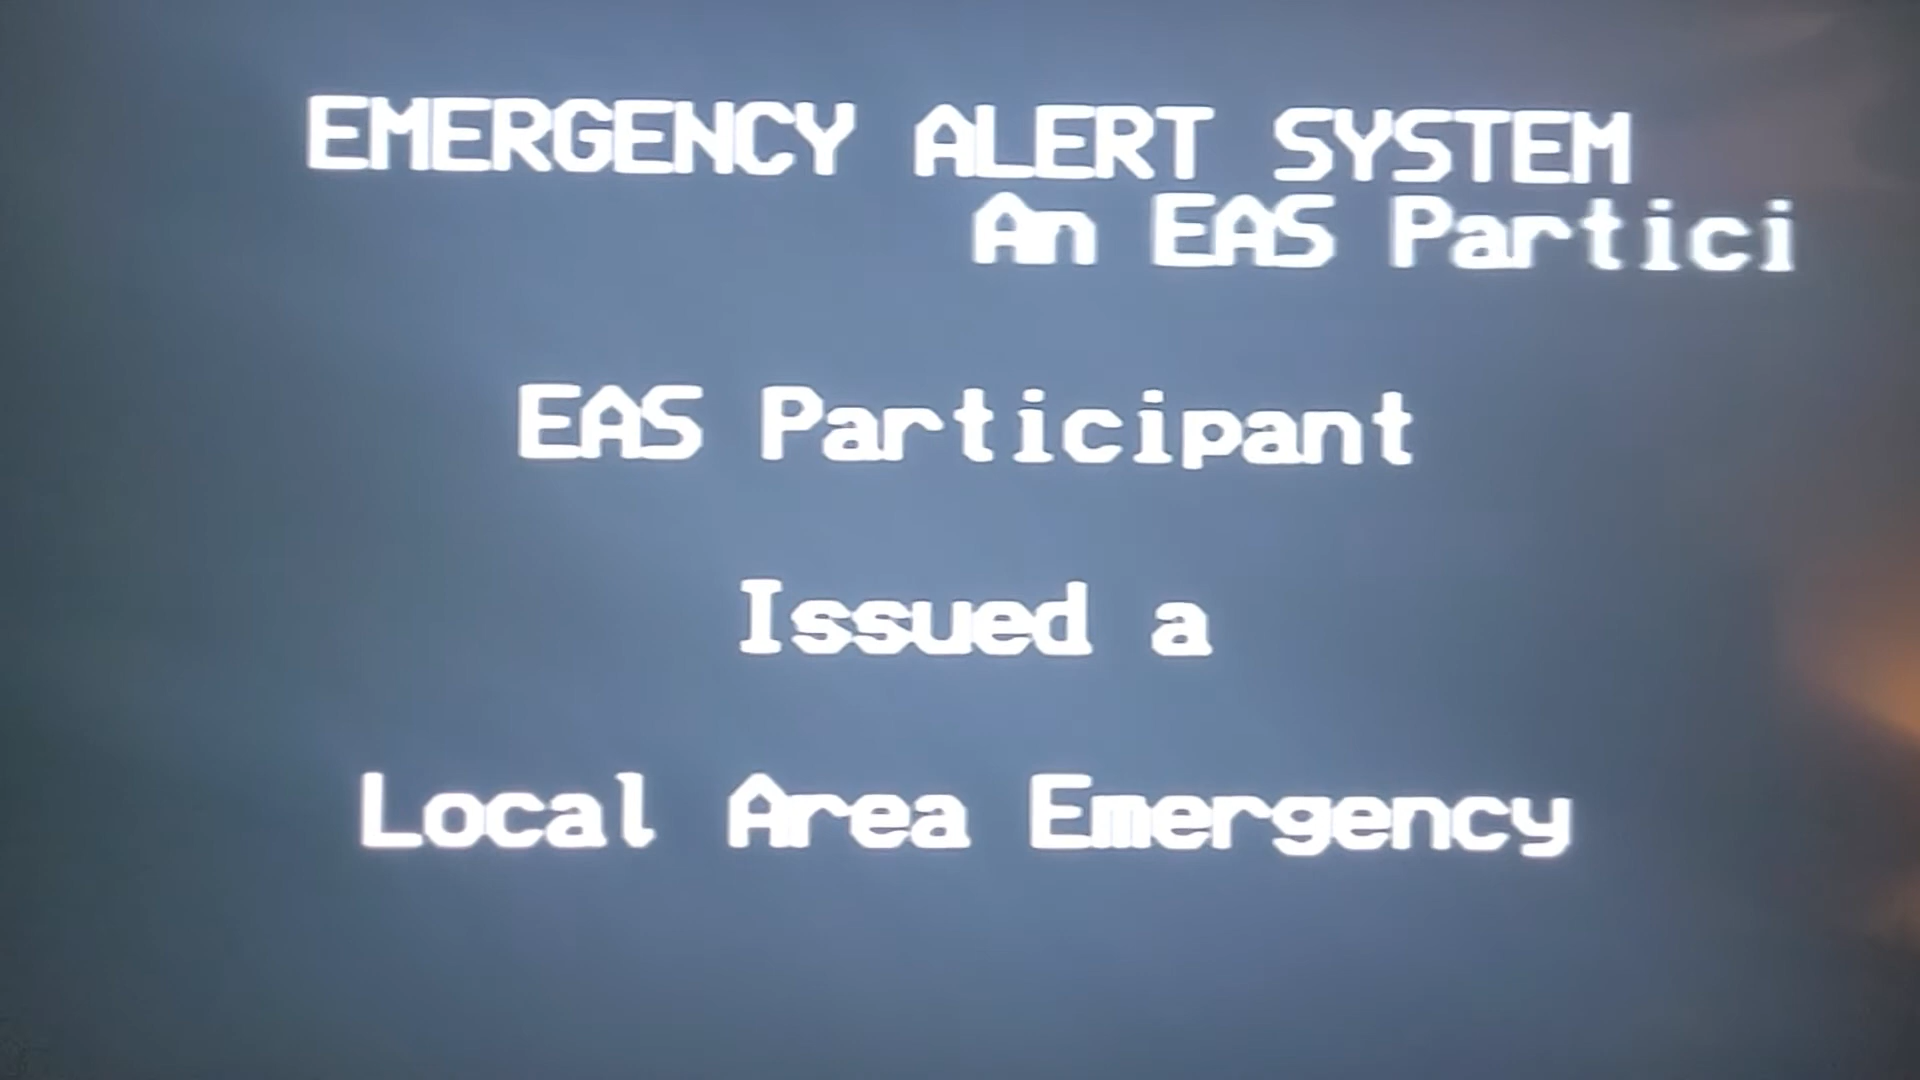 EMERGENCY ALERT SYSTEM
An EAS Partici
EAS Participant
Issued a
Local Area Emergency